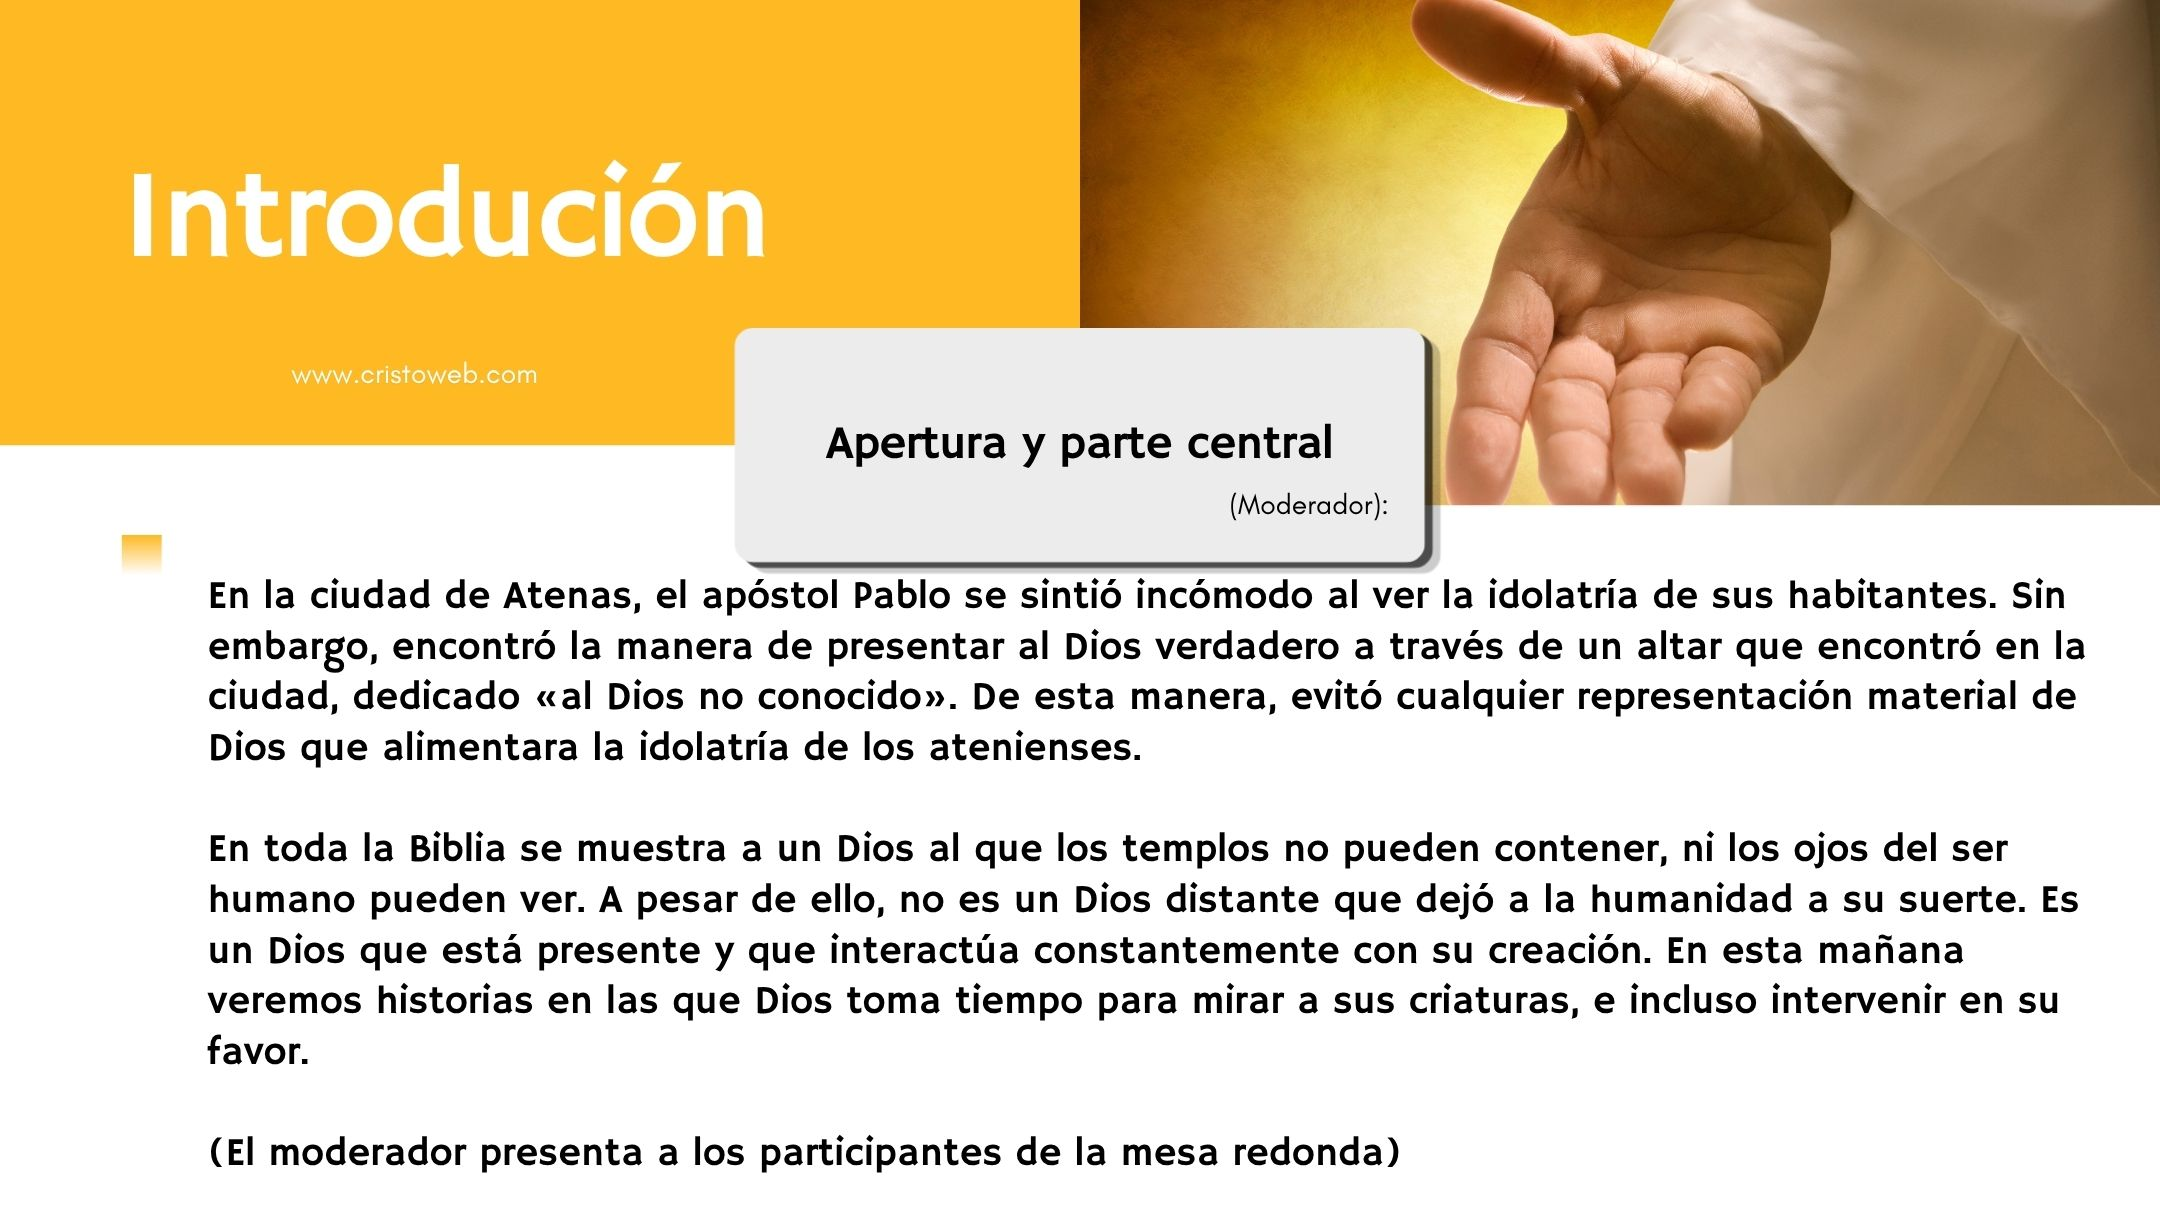 Introdución
www.cristoweb.com
Apertura y parte central
(Moderador):
En la ciudad de Atenas, el apóstol Pablo se sintió incómodo al ver la idolatría de sus habitantes. Sin
embargo, encontró la manera de presentar al Dios verdadero a través de un altar que encontró en la
ciudad, dedicado «al Dios no conocido». De esta manera, evitó cualquier representación material de
Dios que alimentara la idolatría de los atenienses.
En toda la Biblia se muestra a un Dios al que los templos no pueden contener, ni los ojos del ser
humano pueden ver. A pesar de ello, no es un Dios distante que dejó a la humanidad a su suerte. Es
un Dios que está presente y que interactúa constantemente con su creación. En esta mañana
veremos historias en las que Dios toma tiempo para mirar a sus criaturas, e incluso intervenir en su
favor.
(El moderador presenta a los participantes de la mesa redonda)